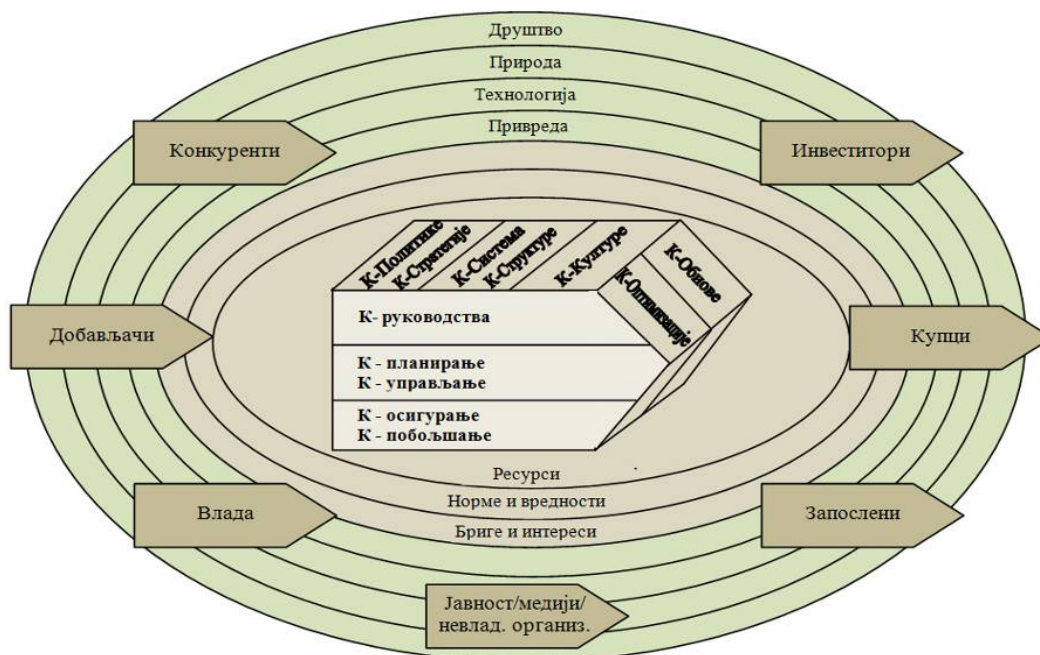 Друштво
Природа
Технологија
Привреда
Конкуренти
Инвеститори
К-Политике
К-Стратегије
К-Система
К-Структуре
К-Културе
К-Оптимизације
К-Обнове
К- руководства
К - планирање
К - управљање
К - осигурање
К - побољшање
Добављачи
Купци
Ресурси
Норме и вредности
Бриге и интереси
Влада
Запослени
Јавност/медији/
невлад. организ.